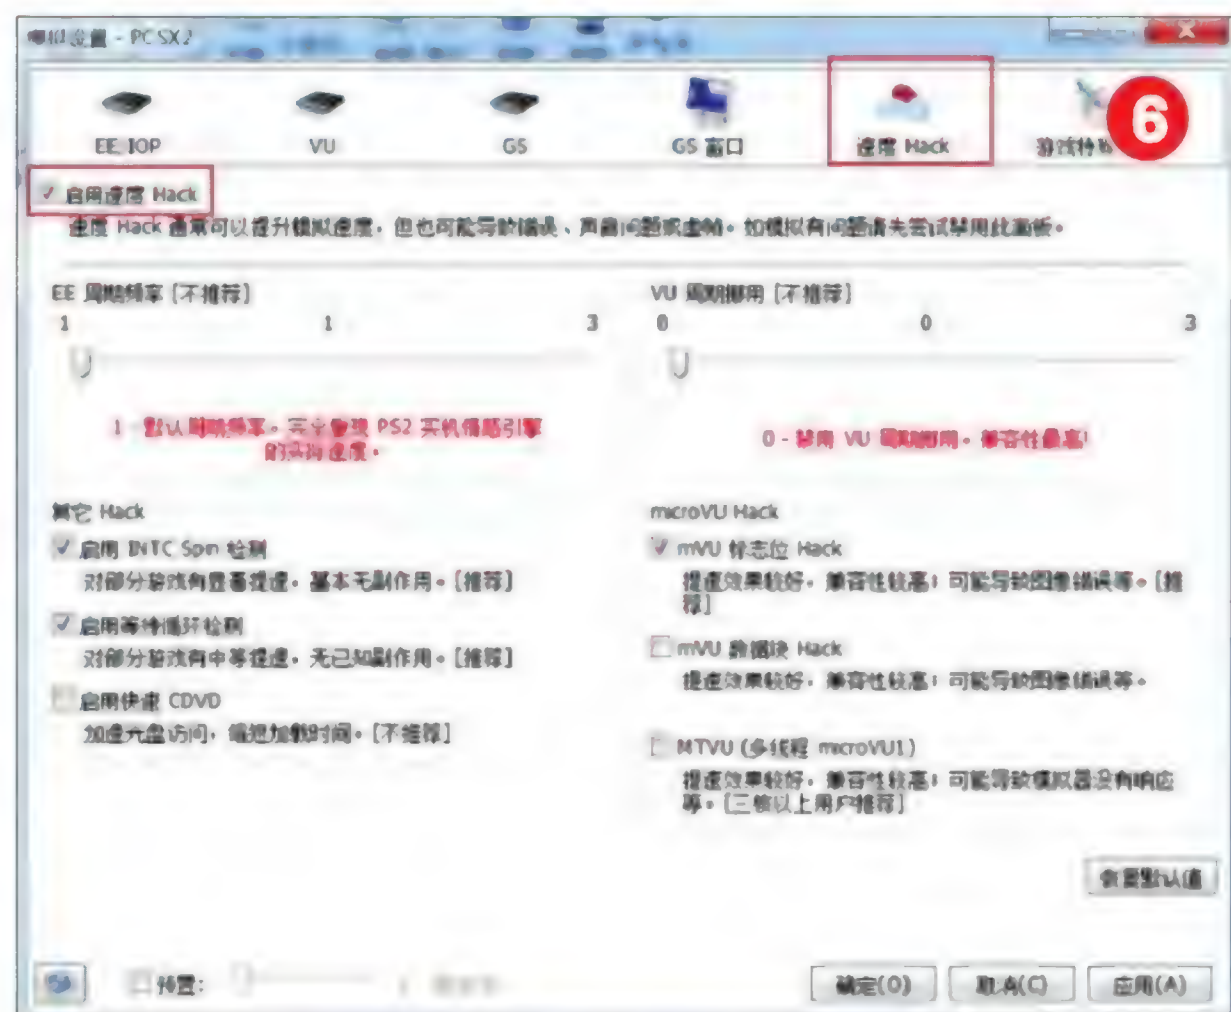 模拟设置 - PCSX2
EE/IOP
VU
GS
GS 窗口
速度 Hack
游戏特
6
启用速度 Hack
速度 Hack 通常可以提升模拟速度，但也可能导致错误、声音问题或虚帧。如模拟有问题请先尝试禁用此面板。
EE 周期频率 [不推荐]
1 1 3
1 - 默认周期频率。完全重现 PS2 实机情感引擎
的实际速度。
VU 周期挪用 [不推荐]
0 0 3
0 - 禁用 VU 周期挪用。兼容性最高!
其它 Hack
启用 INTC Spin 检测
对部分游戏有显著提速，基本无副作用。[推荐]
启用等待循环检测
对部分游戏有中等提速，无已知副作用。[推荐]
启用快速 CDVD
加速光盘访问，缩短加载时间。[不推荐]
microVU Hack
mVU 标志位 Hack
提速效果较好，兼容性较高；可能导致图像错误等。[推
荐]
mVU 数据块 Hack
提速效果较好，兼容性较高；可能导致图像错误等。
MTVU (多线程 microVU1)
提速效果较好，兼容性较高；可能导致模拟器没有响应
等。[三核以上用户推荐]
恢复默认值
预置:
确定(O)
取消(C)
应用(A)